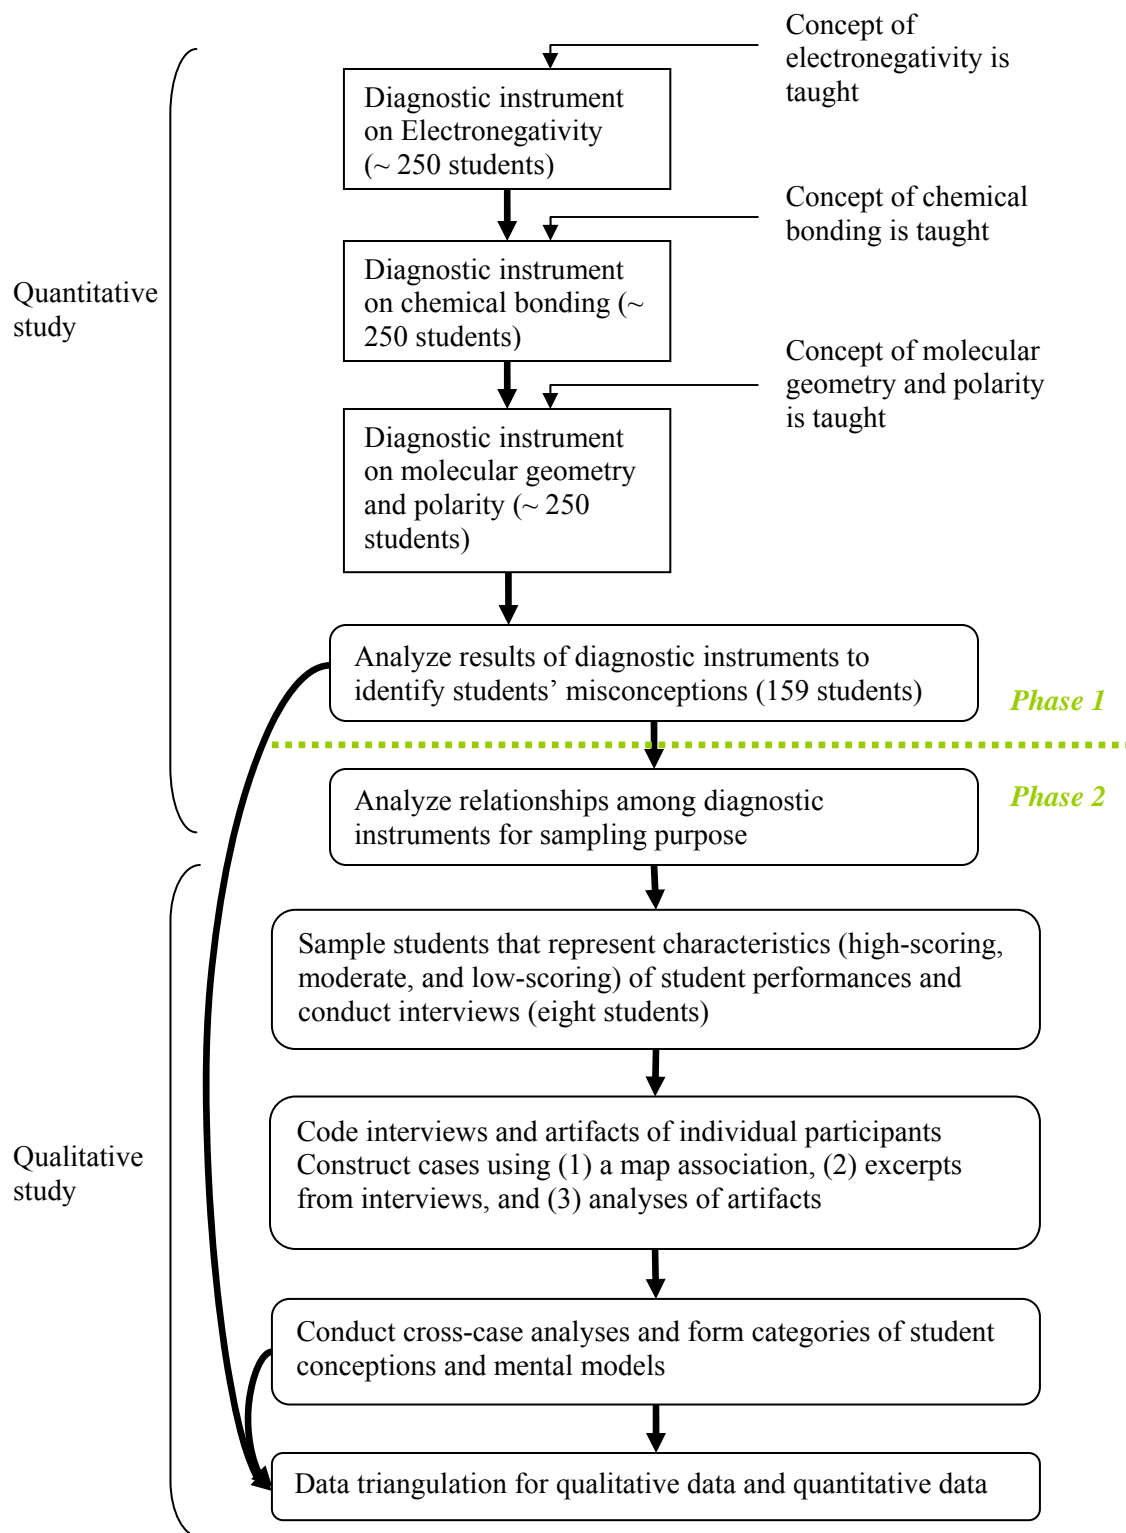 Concept of
electronegativity is
taught
Diagnostic instrument
on Electronegativity
(~ 250 students)
Concept of chemical
bonding is taught
Diagnostic instrument
on chemical bonding (~
250 students)
Quantitative
study
Concept of molecular
geometry and polarity
is taught
Diagnostic instrument
on molecular geometry
and polarity (~ 250
students)
Analyze results of diagnostic instruments to
identify students’ misconceptions (159 students)
Phase 1
Phase 2
Analyze relationships among diagnostic
instruments for sampling purpose
Sample students that represent characteristics (high-scoring,
moderate, and low-scoring) of student performances and
conduct interviews (eight students)
Qualitative
study
Code interviews and artifacts of individual participants
Construct cases using (1) a map association, (2) excerpts
from interviews, and (3) analyses of artifacts
Conduct cross-case analyses and form categories of student
conceptions and mental models
Data triangulation for qualitative data and quantitative data